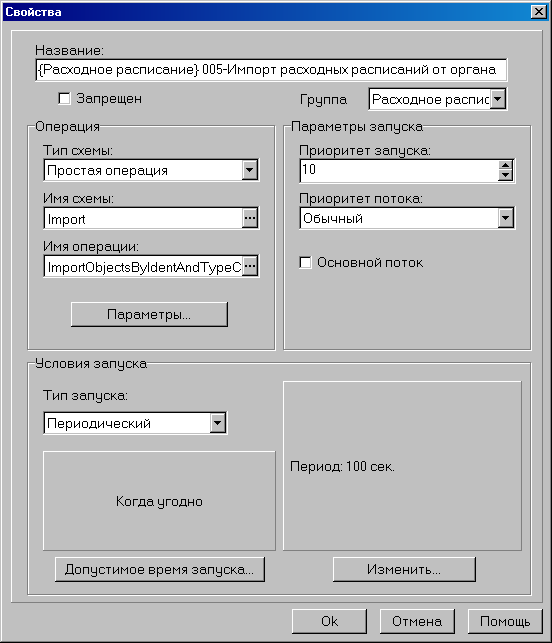 Свойства
Название:
{Расходное расписание} 005-Импорт расходных расписаний от органа
Запрещен
Группа
Расходное распис
Операция
Тип схемы:
Простая операция
Имя схемы:
Import
...
Имя операции:
ImportObjectsByIdentAndTypeC
...
Параметры...
Параметры запуска
Приоритет запуска:
10
Приоритет потока:
Обычный
Основной поток
Условия запуска
Тип запуска:
Периодический
Когда угодно
Допустимое время запуска...
Период: 100 сек.
Изменить...
Ok
Отмена
Помощь